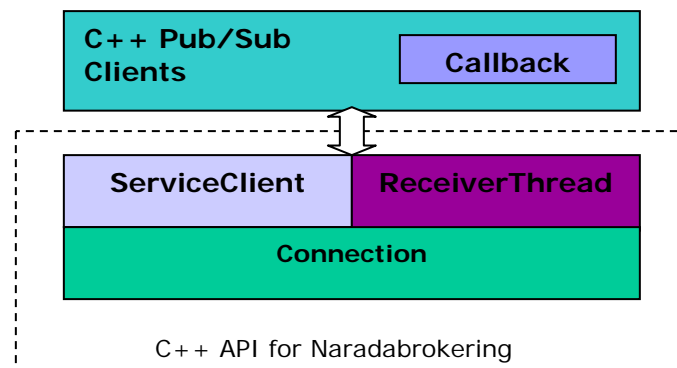 C++ Pub/Sub
Clients
Callback
ServiceClient
ReceiverThread
Connection
C++ API for Naradabrokering